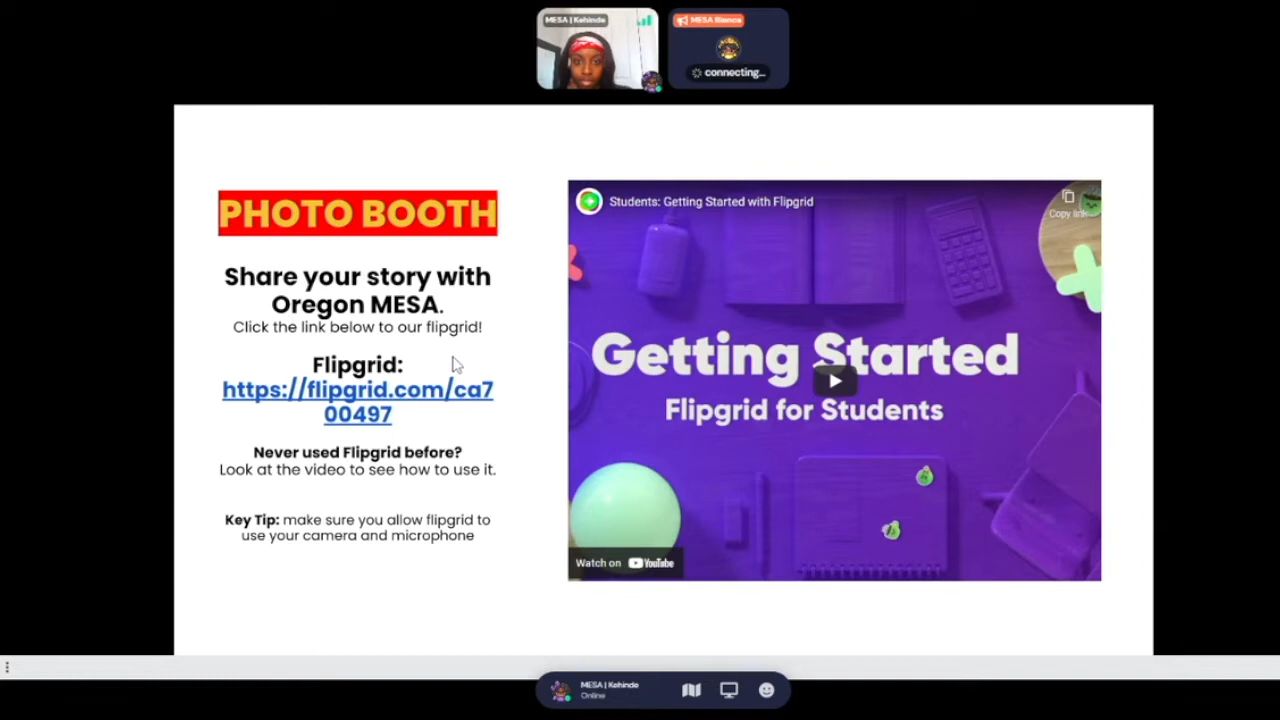 MESA | Kehinde
MESA Bianca
connecting...
PHOTO BOOTH
Share your story with
Oregon MESA.
Click the link below to our flipgrid!
Flipgrid:
https://flipgrid.com/ca7
00497
Never used Flipgrid before?
Look at the video to see how to use it.
Key Tip: make sure you allow flipgrid to
use your camera and microphone
Students: Getting Started with Flipgrid
Copy link
Getting Started
Flipgrid for Students
Watch on YouTube
MESA | Kehinde
Online